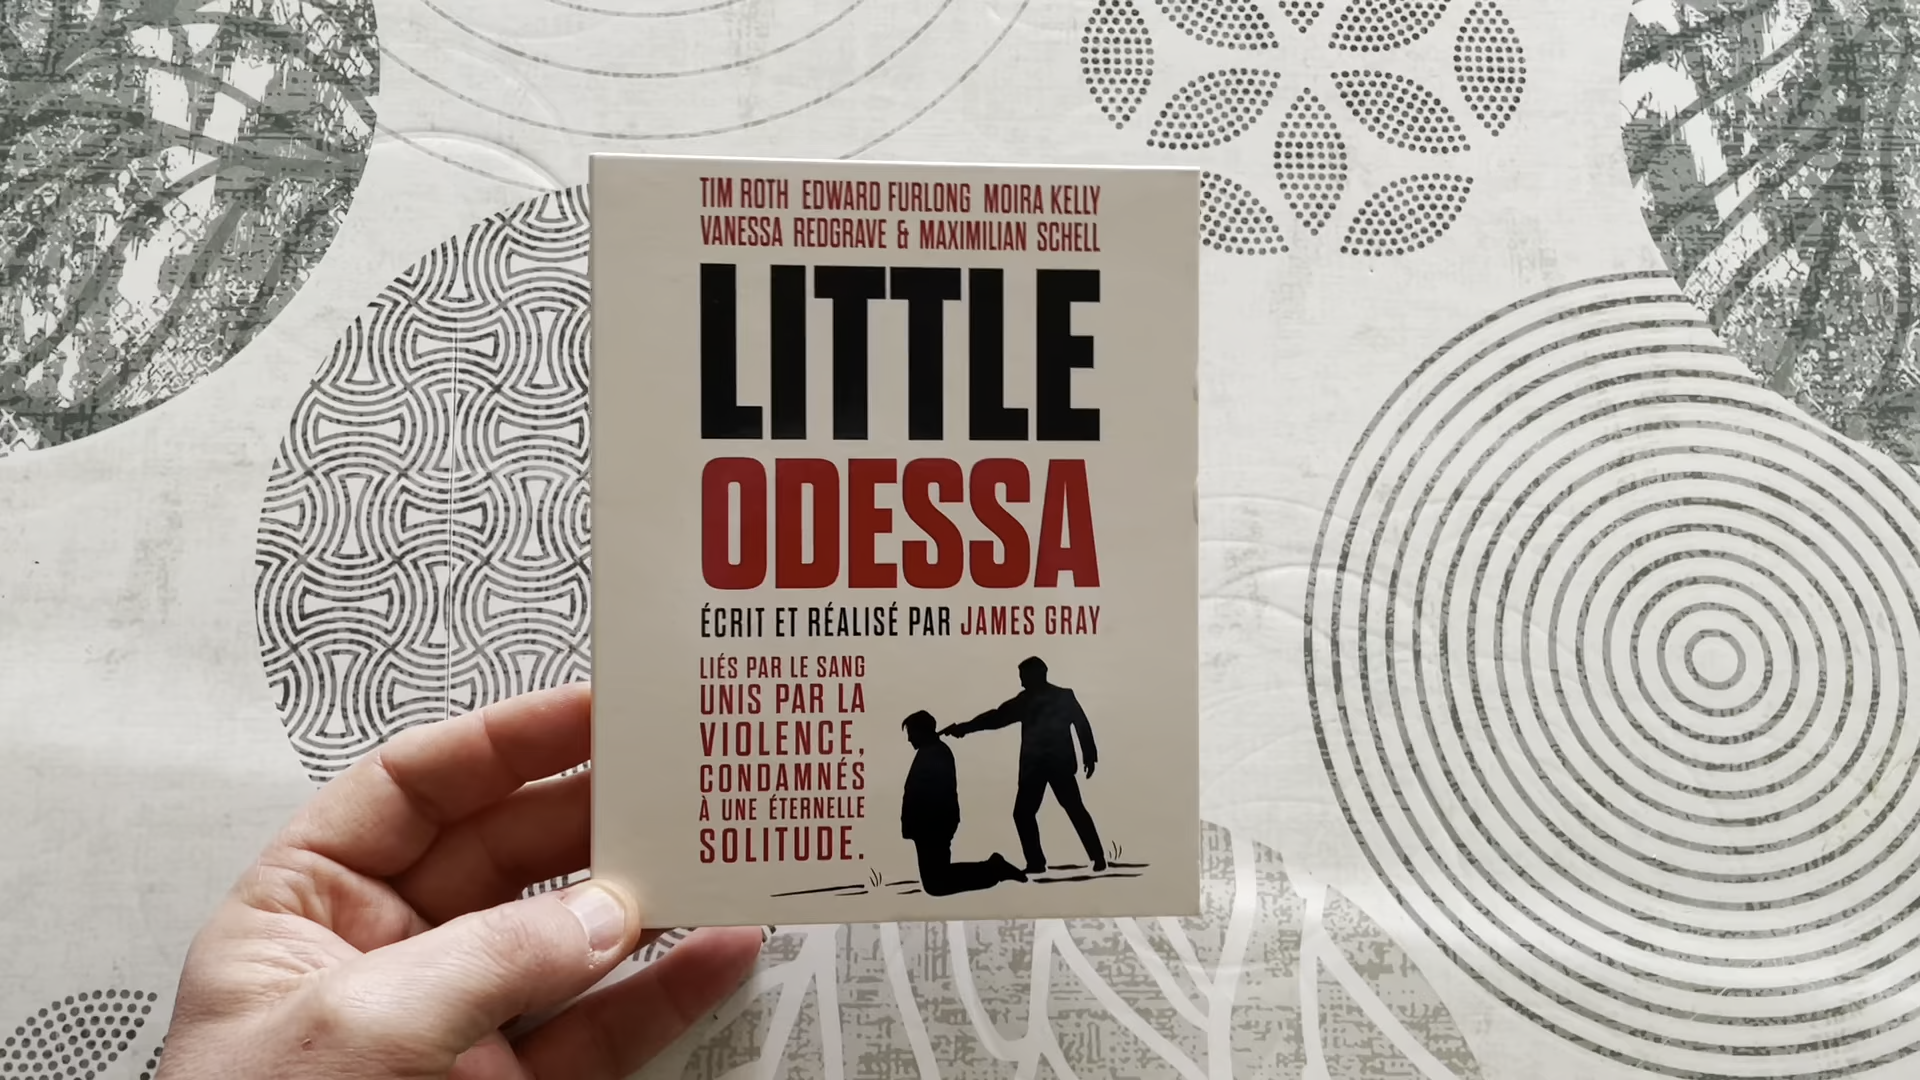 TIM ROTH EDWARD FURLONG MOIRA KELLY
VANESSA REDGRAVE & MAXIMILIAN SCHELL
LITTLE
ODESSA
ÉCRIT ET RÉALISÉ PAR JAMES GRAY
LIÉS PAR LE SANG
UNIS PAR LA
VIOLENCE,
CONDAMNÉS
À UNE ÉTERNELLE
SOLITUDE.